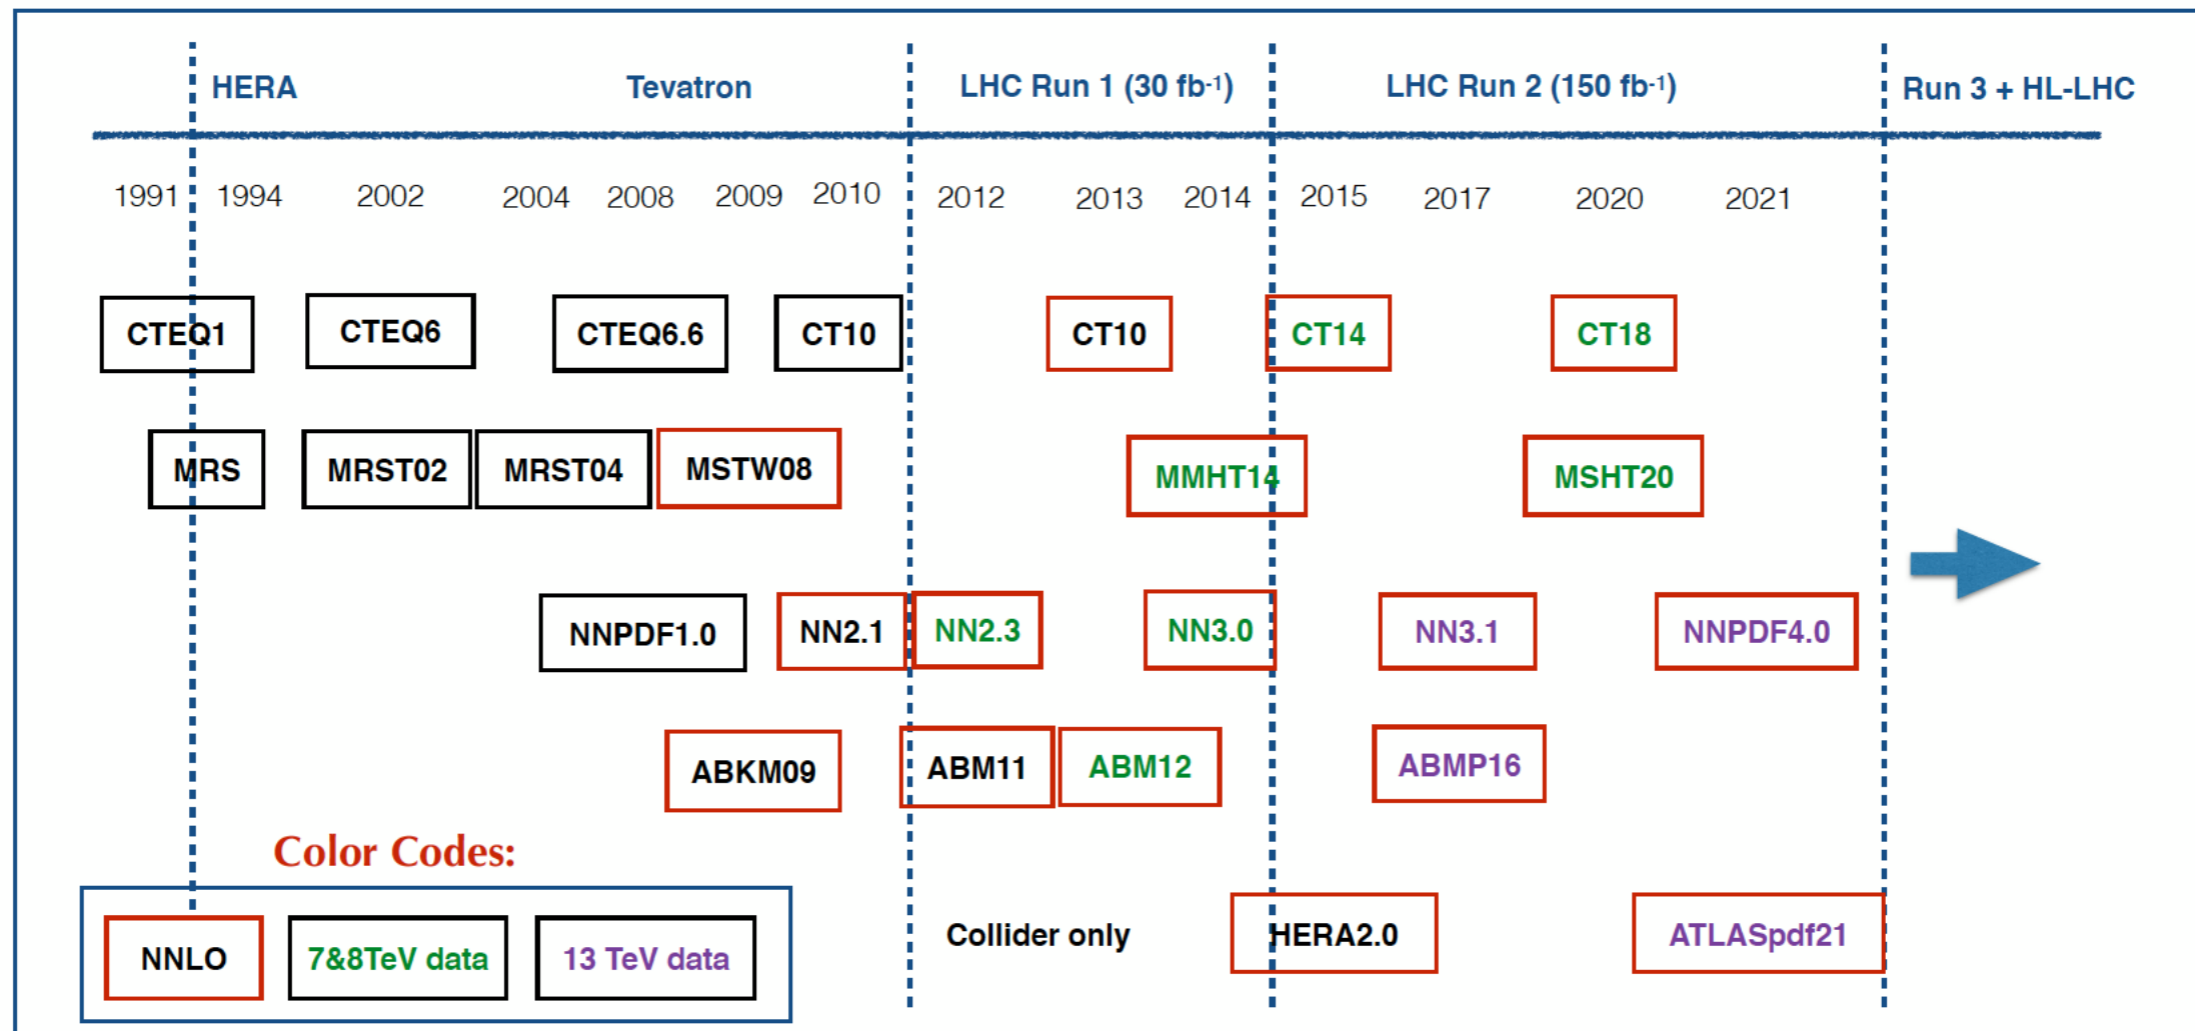 HERA Tevatron LHC Run 1 (30 fb-1) LHC Run 2 (150 fb-1) Run 3 + HL-LHC
1991 1994 2002 2004 2008 2009 2010 2012 2013 2014 2015 2017 2020 2021
CTEQ1 CTEQ6 CTEQ6.6 CT10 CT10 CT14 CT18
MRS MRST02 MRST04 MSTW08 MMHT14 MSHT20
NNPDF1.0 NN2.1 NN2.3 NN3.0 NN3.1 NNPDF4.0
ABKM09 ABM11 ABM12 ABMP16
Color Codes:
NNLO 7&8TeV data 13 TeV data Collider only HERA2.0 ATLASpdf21